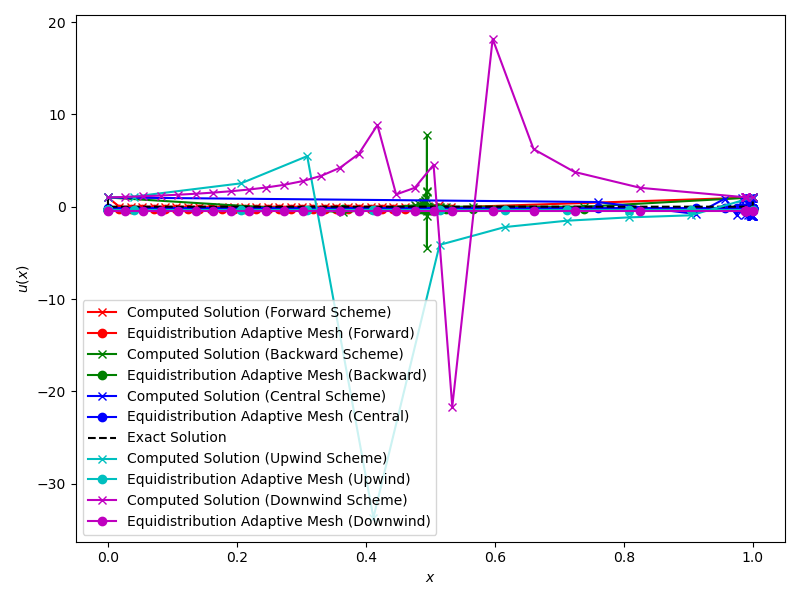 20
10
0
−10
−20
−30
u(x)
0.0
0.2
0.4
0.6
0.8
1.0
x
Computed Solution (Forward Scheme)
Equidistribution Adaptive Mesh (Forward)
Computed Solution (Backward Scheme)
Equidistribution Adaptive Mesh (Backward)
Computed Solution (Central Scheme)
Equidistribution Adaptive Mesh (Central)
Exact Solution
Computed Solution (Upwind Scheme)
Equidistribution Adaptive Mesh (Upwind)
Computed Solution (Downwind Scheme)
Equidistribution Adaptive Mesh (Downwind)